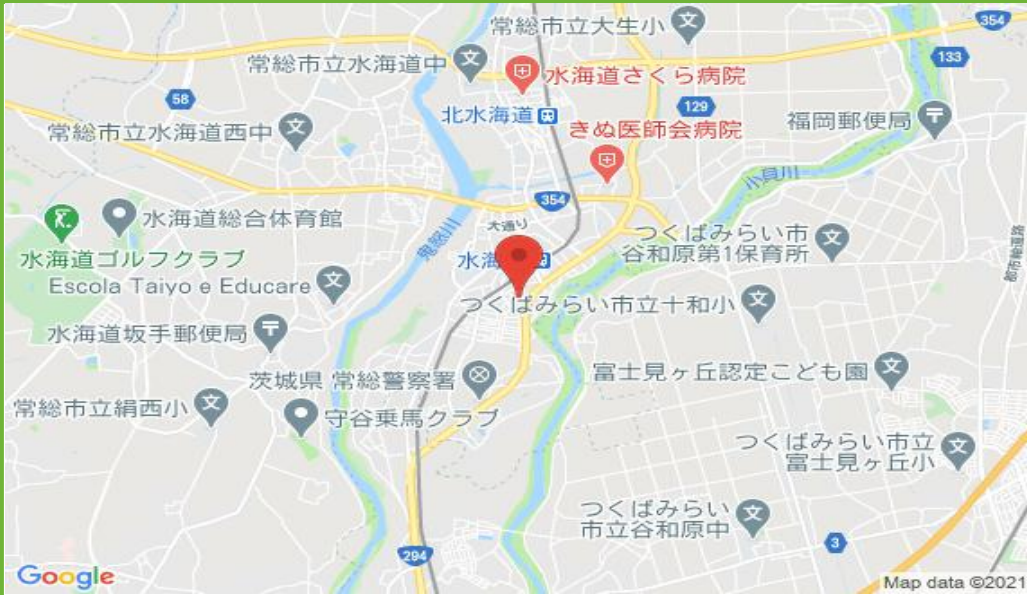 常総市立大生小
354
133
常総市立水海道中
水海道さくら病院
58
北水海道
129
福岡郵便局
常総市立水海道西中
きぬ医師会病院
小貝川
354
水海道総合体育館
大通り
鬼怒川
つくばみらい市
谷和原第1保育所
水海道ゴルフクラブ
水海
Escola Taiyo e Educare
つくばみらい市立十和小
水海道坂手郵便局
茨城県 常総警察署
富士見ヶ丘認定こども園
常総市立絹西小
守谷乗馬クラブ
つくばみらい市立
富士見ヶ丘小
つくばみらい
市立谷和原中
3
294
Google
Map data ©2021